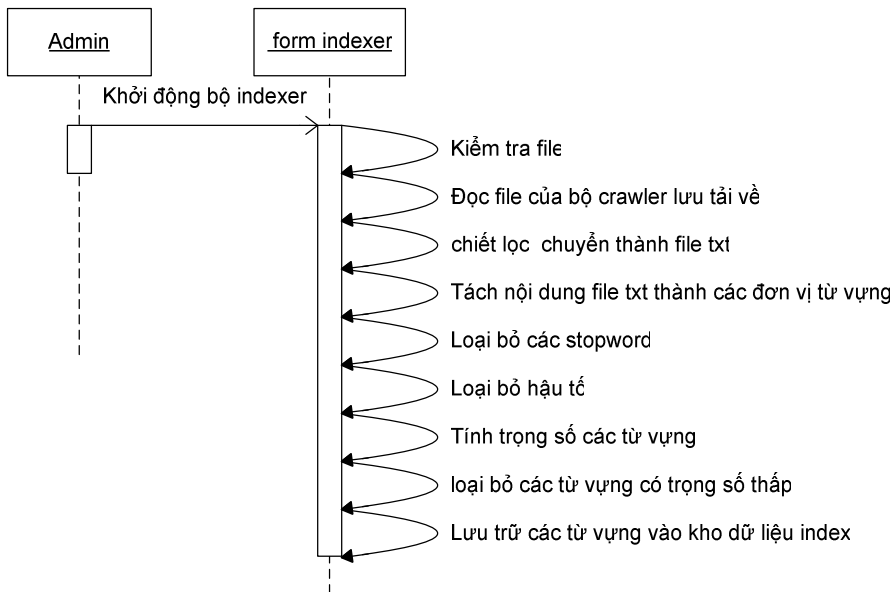 Admin
form indexer
Khởi động bộ indexer
Kiểm tra file
Đọc file của bộ crawler lưu tải về
chiết lọc chuyển thành file txt
Tách nội dung file txt thành các đơn vị từ vựng
Loại bỏ các stopword
Loại bỏ hậu tố
Tính trọng số các từ vựng
loại bỏ các từ vựng có trọng số thấp
Lưu trữ các từ vựng vào kho dữ liệu index